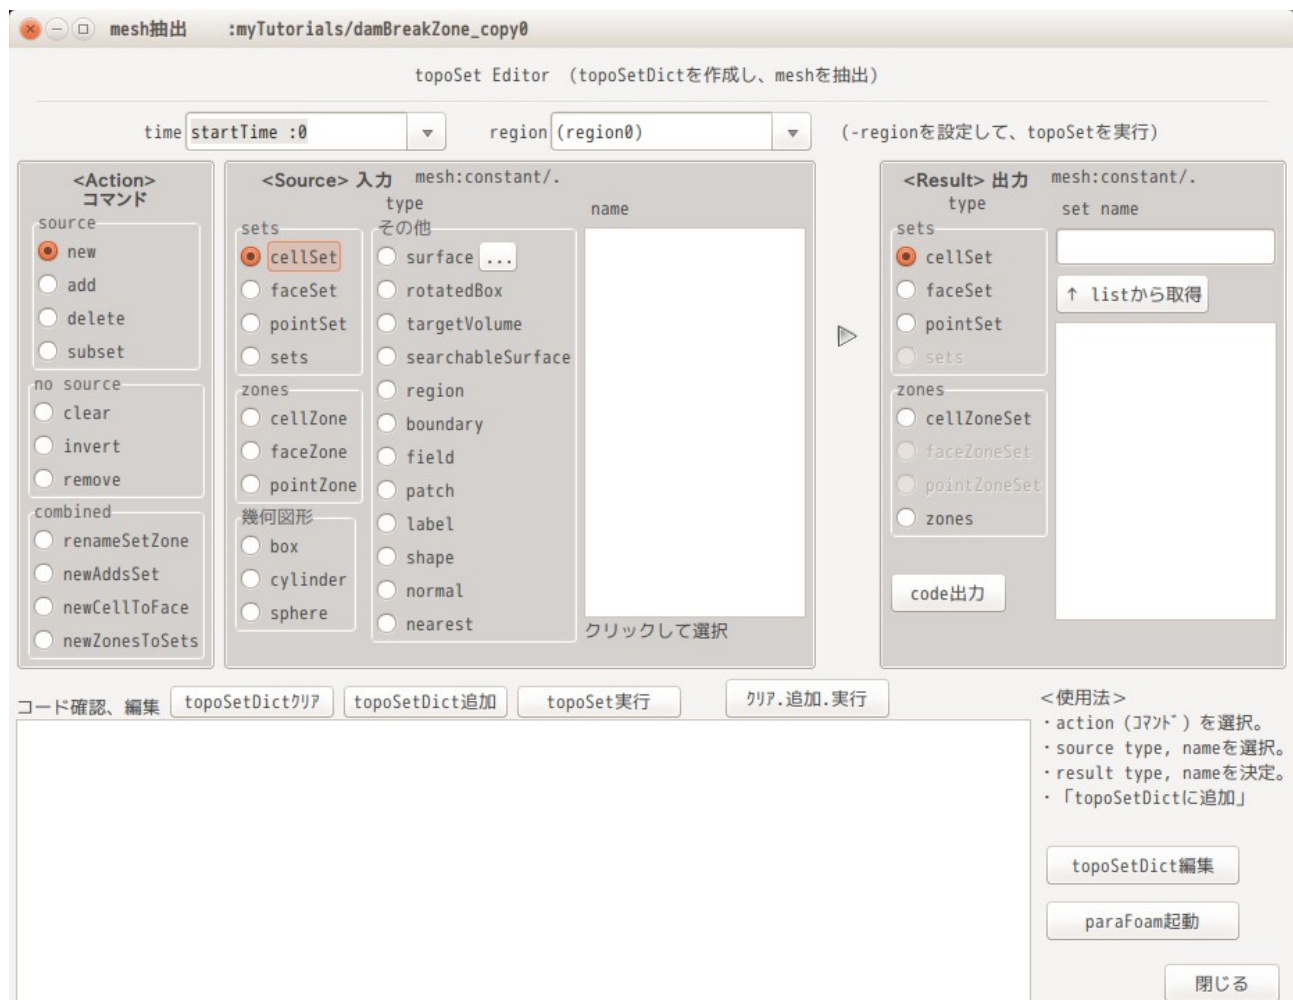 mesh抽出　　:myTutorials/damBreakZone_copy0
topoSet Editor （topoSetDictを作成し、meshを抽出）
time startTime :0 region (region0) (-regionを設定して、topoSetを実行)
<Action>
コマンド
source
new
add
delete
subset
no source
clear
invert
remove
combined
renameSetZone
newAddsSet
newCellToFace
newZonesToSets
<Source> 入力 mesh:constant/.
type
name
sets
cellSet
faceSet
pointSet
sets
zones
cellZone
faceZone
pointZone
幾何図形
box
cylinder
sphere
その他
surface ...
rotatedBox
targetVolume
searchableSurface
region
boundary
field
patch
label
shape
normal
nearest
クリックして選択
<Result> 出力 mesh:constant/.
type
set name
sets
cellSet
faceSet
pointSet
sets
zones
cellZoneSet
faceZoneSet
pointZoneSet
zones
↑ listから取得
code出力
コード確認、編集 topoSetDictｸﾘｱ topoSetDict追加 topoSet実行 ｸﾘｱ.追加.実行
＜使用法＞
・action (ｺﾏﾝﾄﾞ) を選択。
・source type, nameを選択。
・result type, nameを決定。
・「topoSetDictに追加」
topoSetDict編集
paraFoam起動
閉じる